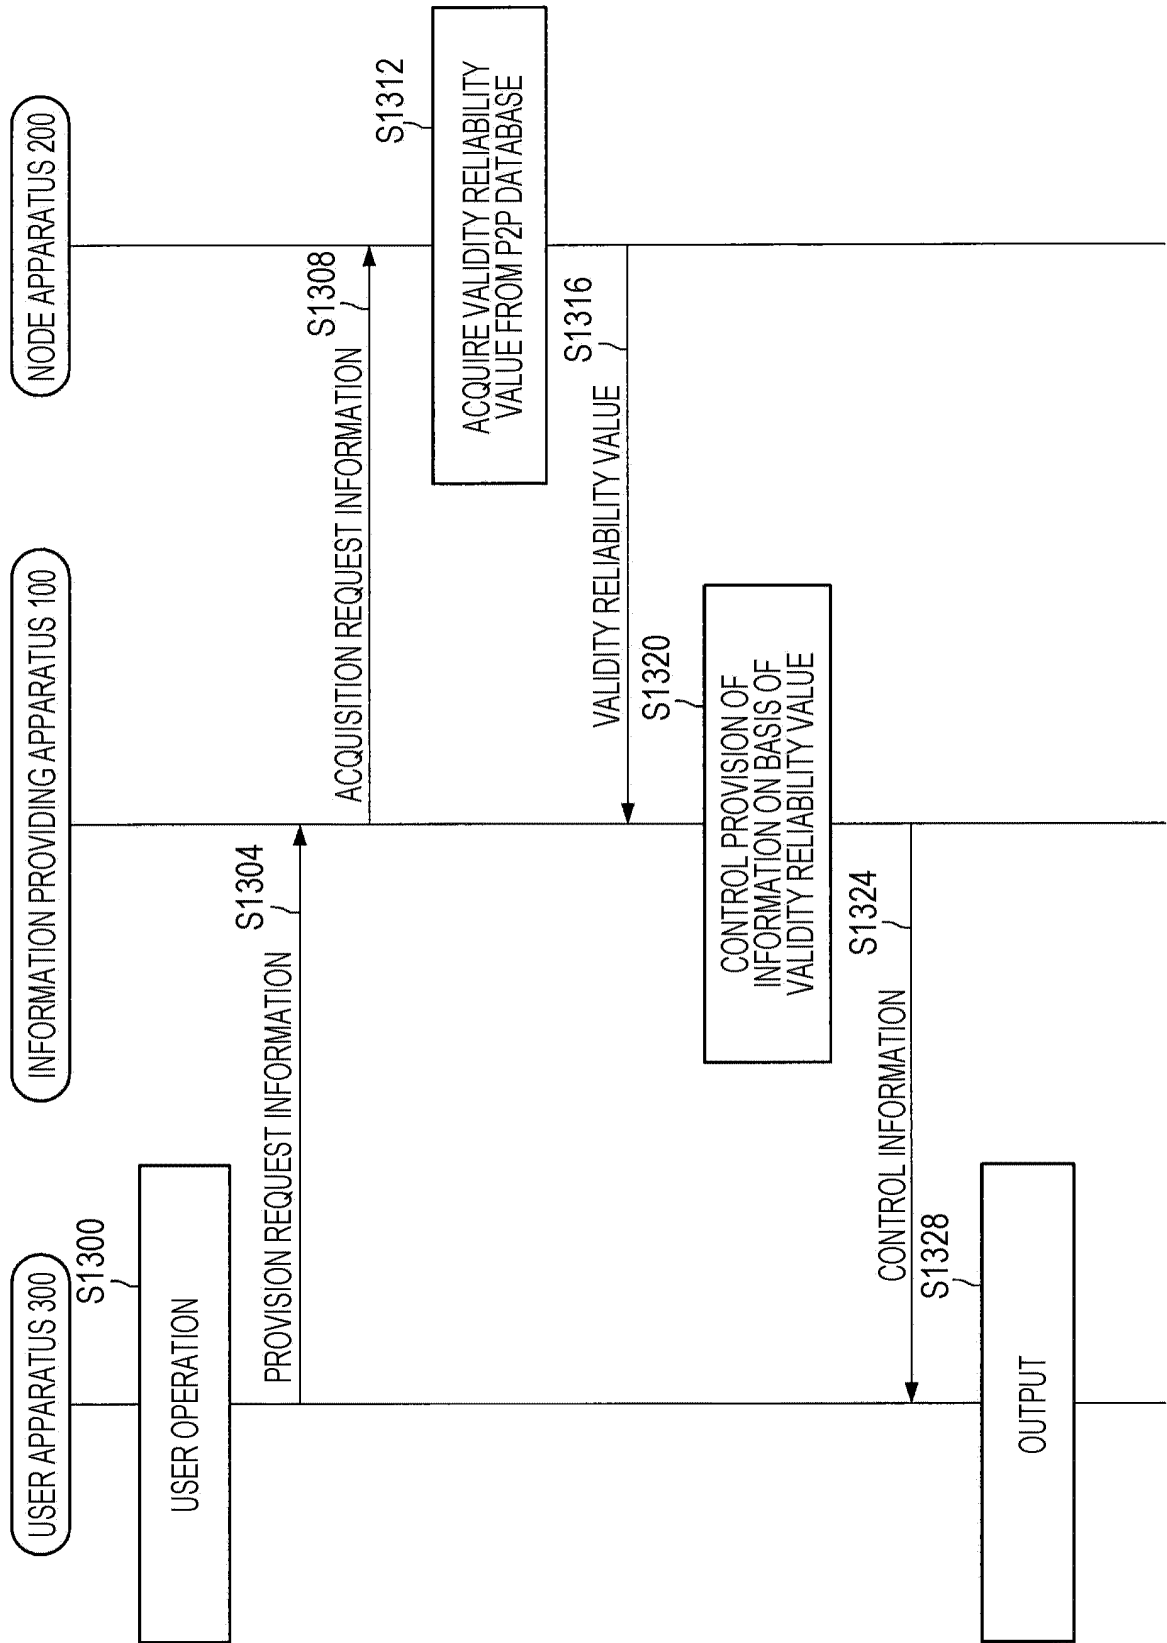 USER APPARATUS 300
INFORMATION PROVIDING APPARATUS 100
NODE APPARATUS 200
S1300
USER OPERATION
S1304
PROVISION REQUEST INFORMATION
S1308
ACQUISITION REQUEST INFORMATION
S1312
ACQUIRE VALIDITY RELIABILITY
VALUE FROM P2P DATABASE
S1316
VALIDITY RELIABILITY VALUE
S1320
CONTROL PROVISION OF
INFORMATION ON BASIS OF
VALIDITY RELIABILITY VALUE
S1324
CONTROL INFORMATION
S1328
OUTPUT